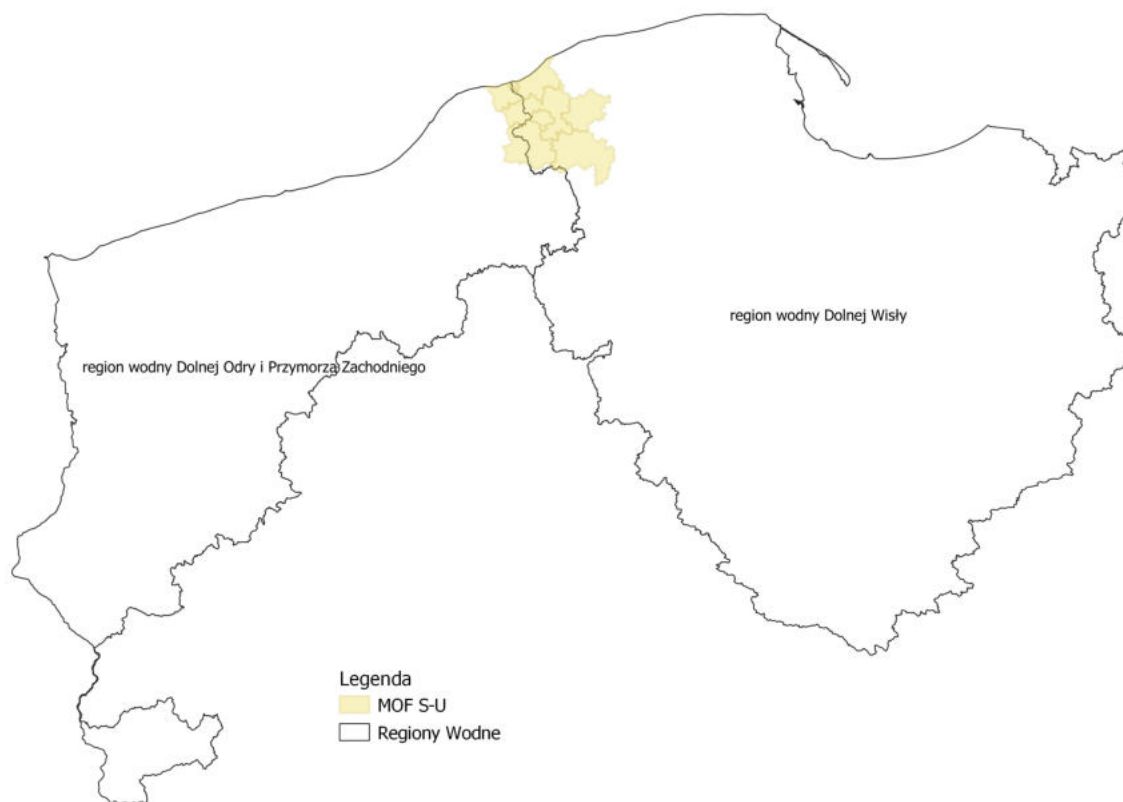 region wodny Dolnej Wisły
region wodny Dolnej Odry i Przymorza Zachodniego
Legenda
MOF S-U
Regiony Wodne